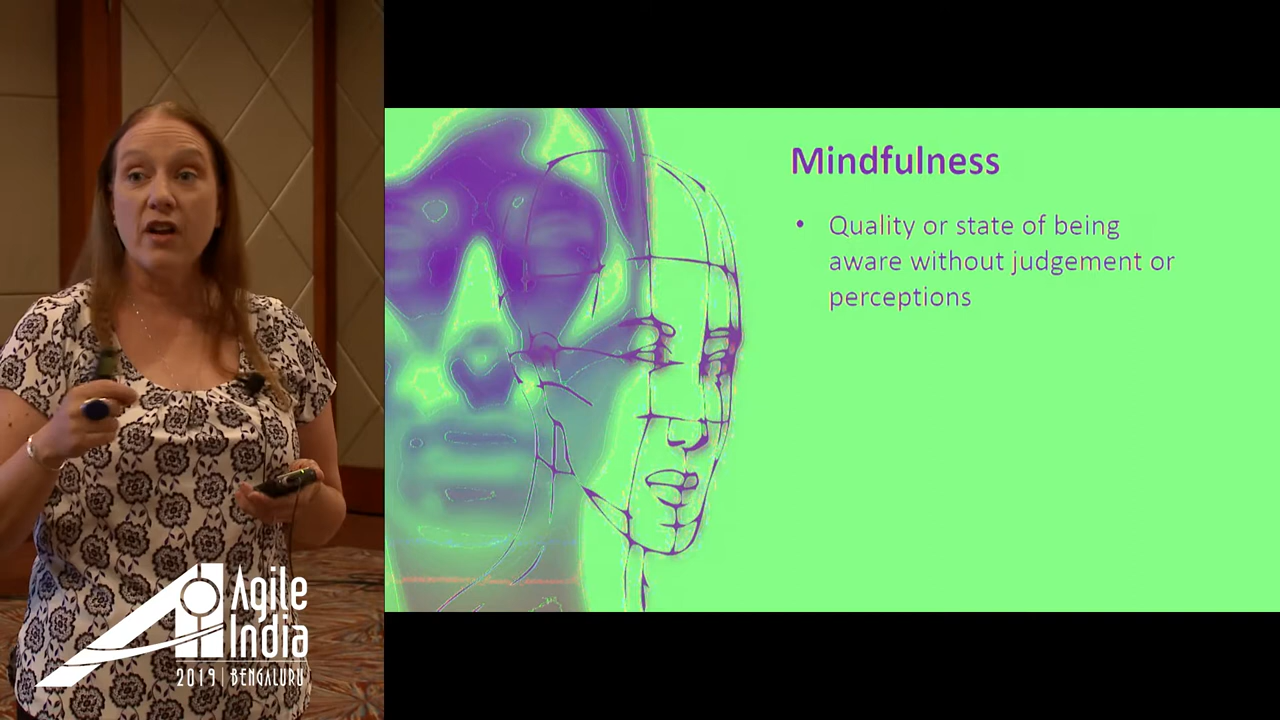 Mindfulness
• Quality or state of being
aware without judgement or
perceptions
Agile
India
2019 | BENGALURU